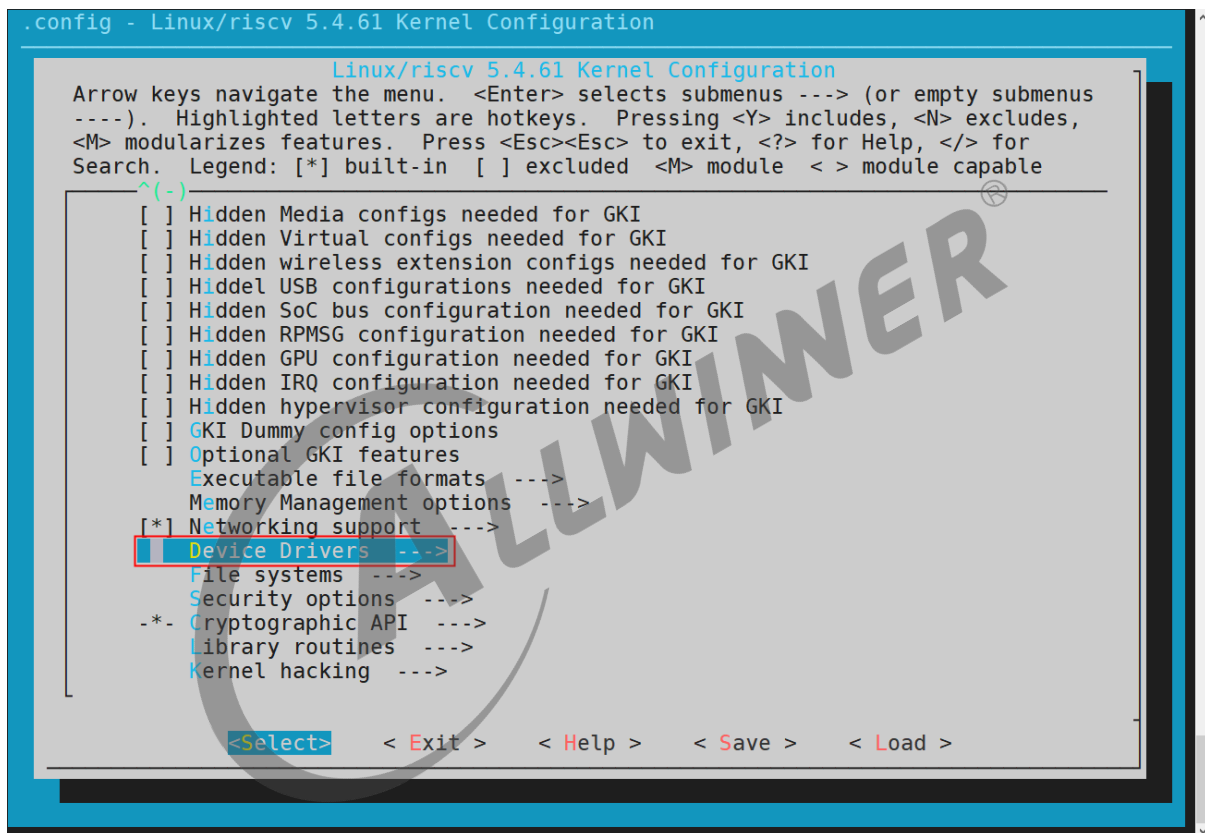 .config - Linux/riscv 5.4.61 Kernel Configuration
Linux/riscv 5.4.61 Kernel Configuration
Arrow keys navigate the menu.  <Enter> selects submenus ---> (or empty submenus
----).  Highlighted letters are hotkeys.  Pressing <Y> includes, <N> excludes,
<M> modularizes features.  Press <Esc><Esc> to exit, <?> for Help, </> for
Search.  Legend: [*] built-in  [ ] excluded  <M> module  < > module capable
^(-)
[ ] Hidden Media configs needed for GKI
[ ] Hidden Virtual configs needed for GKI
[ ] Hidden wireless extension configs needed for GKI
[ ] Hiddel USB configurations needed for GKI
[ ] Hidden SoC bus configuration needed for GKI
[ ] Hidden RPMSG configuration needed for GKI
[ ] Hidden GPU configuration needed for GKI
[ ] Hidden IRQ configuration needed for GKI
[ ] Hidden hypervisor configuration needed for GKI
[ ] GKI Dummy config options
[ ] Optional GKI features
Executable file formats  --->
Memory Management options  --->
[*] Networking support  --->
Device Drivers  --->
File systems  --->
Security options  --->
-*- Cryptographic API  --->
Library routines  --->
Kernel hacking  --->
<Select>    < Exit >    < Help >    < Save >    < Load >
ALLWINNER®